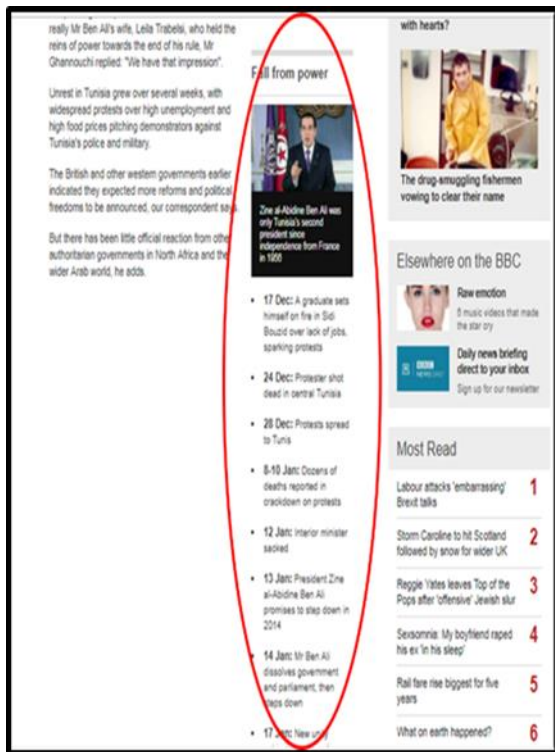 really Mr Ben Ali's wife, Leila Trabelsi, who held the
reins of power towards the end of his rule, Mr
Ghannouchi replied: "We have that impression".
Unrest in Tunisia grew over several weeks, with
widespread protests over high unemployment and
high food prices pitching demonstrators against
Tunisia's police and military.
The British and other western governments earlier
indicated they expected more reforms and political
freedoms to be announced, our correspondent says.
But there has been little official reaction from other
authoritarian governments in North Africa and the
wider Arab world, he adds.
Fall from power
Zine al-Abidine Ben Ali was
only Tunisia's second
president since
independence from France
in 1956
17 Dec: A graduate sets
himself on fire in Sidi
Bouzid over lack of jobs,
sparking protests
24 Dec: Protester shot
dead in central Tunisia
28 Dec: Protests spread
to Tunis
8-10 Jan: Dozens of
deaths reported in
crackdown on protests
12 Jan: Interior minister
sacked
13 Jan: President Zine
al-Abidine Ben Ali
promises to step down in
2014
14 Jan: Mr Ben Ali
dissolves government
and parliament, then
steps down
17 Jan: New unity
with hearts?
The drug-smuggling fishermen
vowing to clear their name
Elsewhere on the BBC
Raw emotion
8 music videos that made
the star cry
BBC
NEWS
Daily news briefing
direct to your inbox
Sign up for our newsletter
Most Read
Labour attacks 'embarrassing'
Brexit talks
1
Storm Caroline to hit Scotland
followed by snow for wider UK
2
Reggie Yates leaves Top of the
Pops after 'offensive' Jewish slur
3
Sexsomnia: My boyfriend raped
his ex 'in his sleep'
4
Rail fare rise biggest for five
years
5
What on earth happened?
6